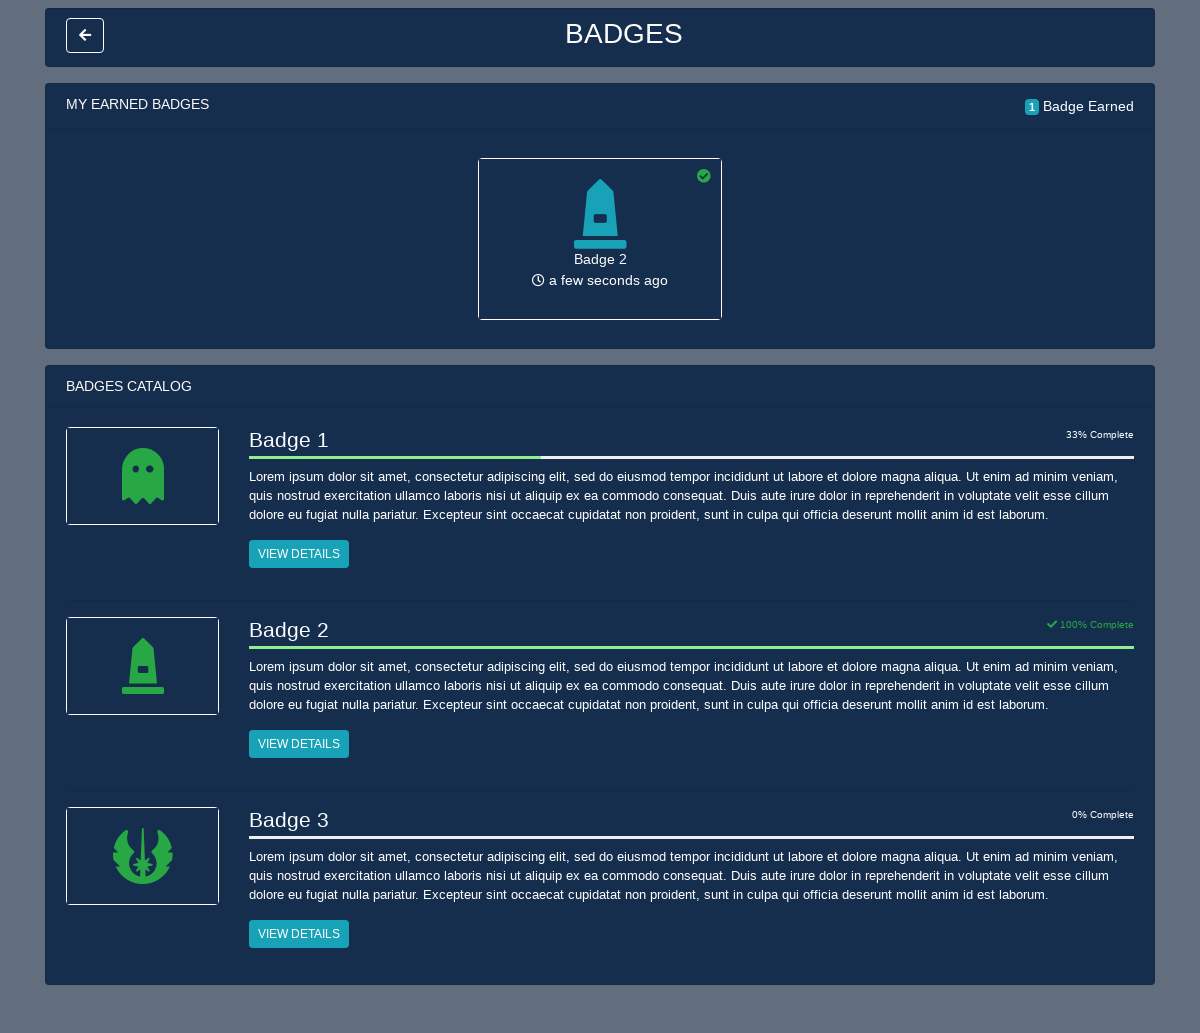 BADGES
MY EARNED BADGES
1 Badge Earned
Badge 2
a few seconds ago
BADGES CATALOG
Badge 1
33% Complete
Lorem ipsum dolor sit amet, consectetur adipiscing elit, sed do eiusmod tempor incididunt ut labore et dolore magna aliqua. Ut enim ad minim veniam,
quis nostrud exercitation ullamco laboris nisi ut aliquip ex ea commodo consequat. Duis aute irure dolor in reprehenderit in voluptate velit esse cillum
dolore eu fugiat nulla pariatur. Excepteur sint occaecat cupidatat non proident, sunt in culpa qui officia deserunt mollit anim id est laborum.
VIEW DETAILS
Badge 2
100% Complete
Lorem ipsum dolor sit amet, consectetur adipiscing elit, sed do eiusmod tempor incididunt ut labore et dolore magna aliqua. Ut enim ad minim veniam,
quis nostrud exercitation ullamco laboris nisi ut aliquip ex ea commodo consequat. Duis aute irure dolor in reprehenderit in voluptate velit esse cillum
dolore eu fugiat nulla pariatur. Excepteur sint occaecat cupidatat non proident, sunt in culpa qui officia deserunt mollit anim id est laborum.
VIEW DETAILS
Badge 3
0% Complete
Lorem ipsum dolor sit amet, consectetur adipiscing elit, sed do eiusmod tempor incididunt ut labore et dolore magna aliqua. Ut enim ad minim veniam,
quis nostrud exercitation ullamco laboris nisi ut aliquip ex ea commodo consequat. Duis aute irure dolor in reprehenderit in voluptate velit esse cillum
dolore eu fugiat nulla pariatur. Excepteur sint occaecat cupidatat non proident, sunt in culpa qui officia deserunt mollit anim id est laborum.
VIEW DETAILS